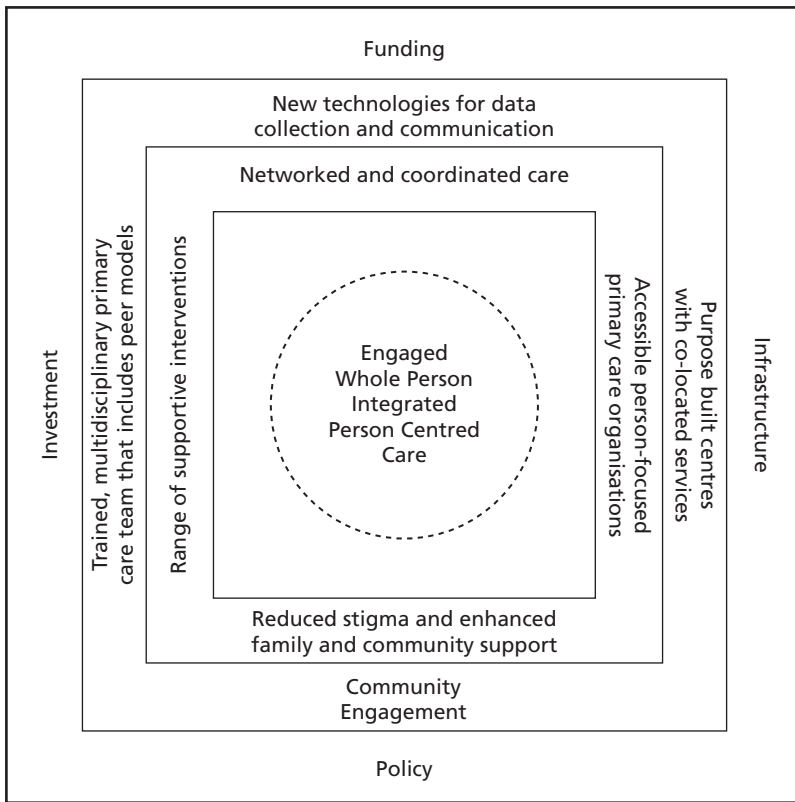 Funding
New technologies for data
collection and communication
Networked and coordinated care
Investment
Trained, multidisciplinary primary
care team that includes peer models
Range of supportive interventions
Engaged
Whole Person
Integrated
Person Centred
Care
Accessible person-focused
primary care organisations
Purpose built centres
with co-located services
Infrastructure
Reduced stigma and enhanced
family and community support
Community
Engagement
Policy